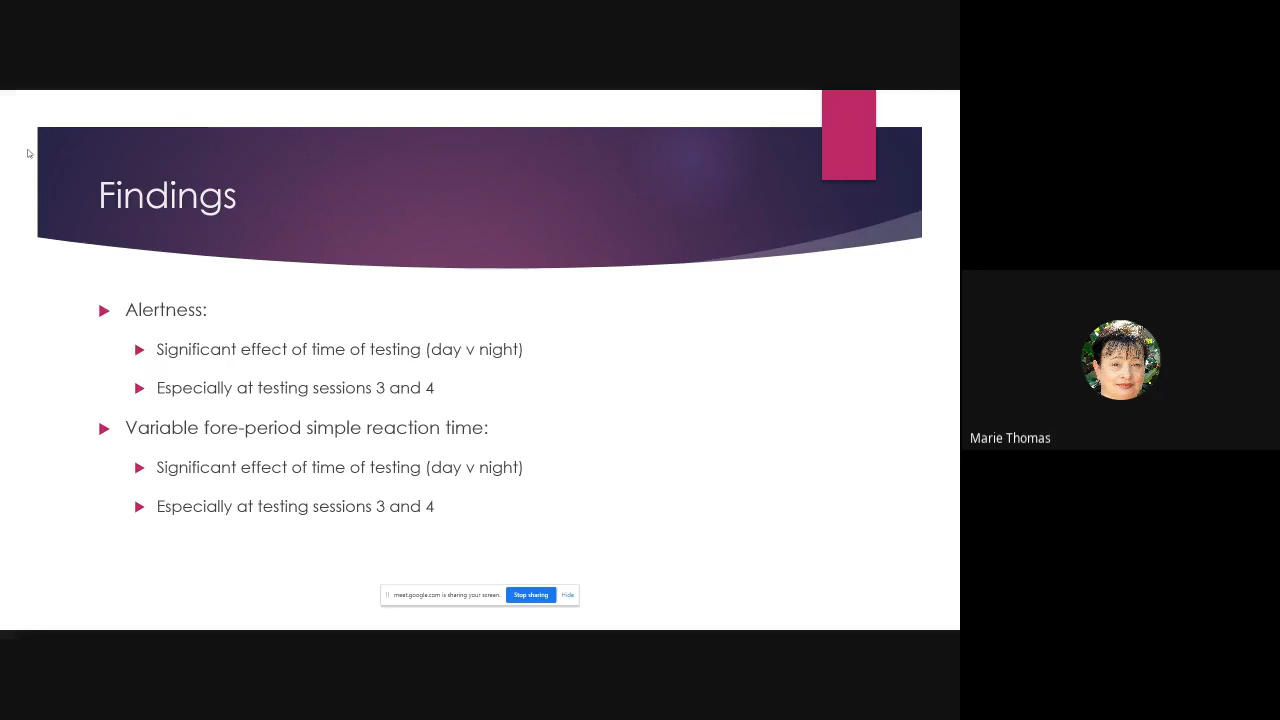 Findings
Alertness:
Significant effect of time of testing (day v night)
Especially at testing sessions 3 and 4
Variable fore-period simple reaction time:
Significant effect of time of testing (day v night)
Especially at testing sessions 3 and 4
meet.google.com is sharing your screen. Stop sharing Hide
Marie Thomas